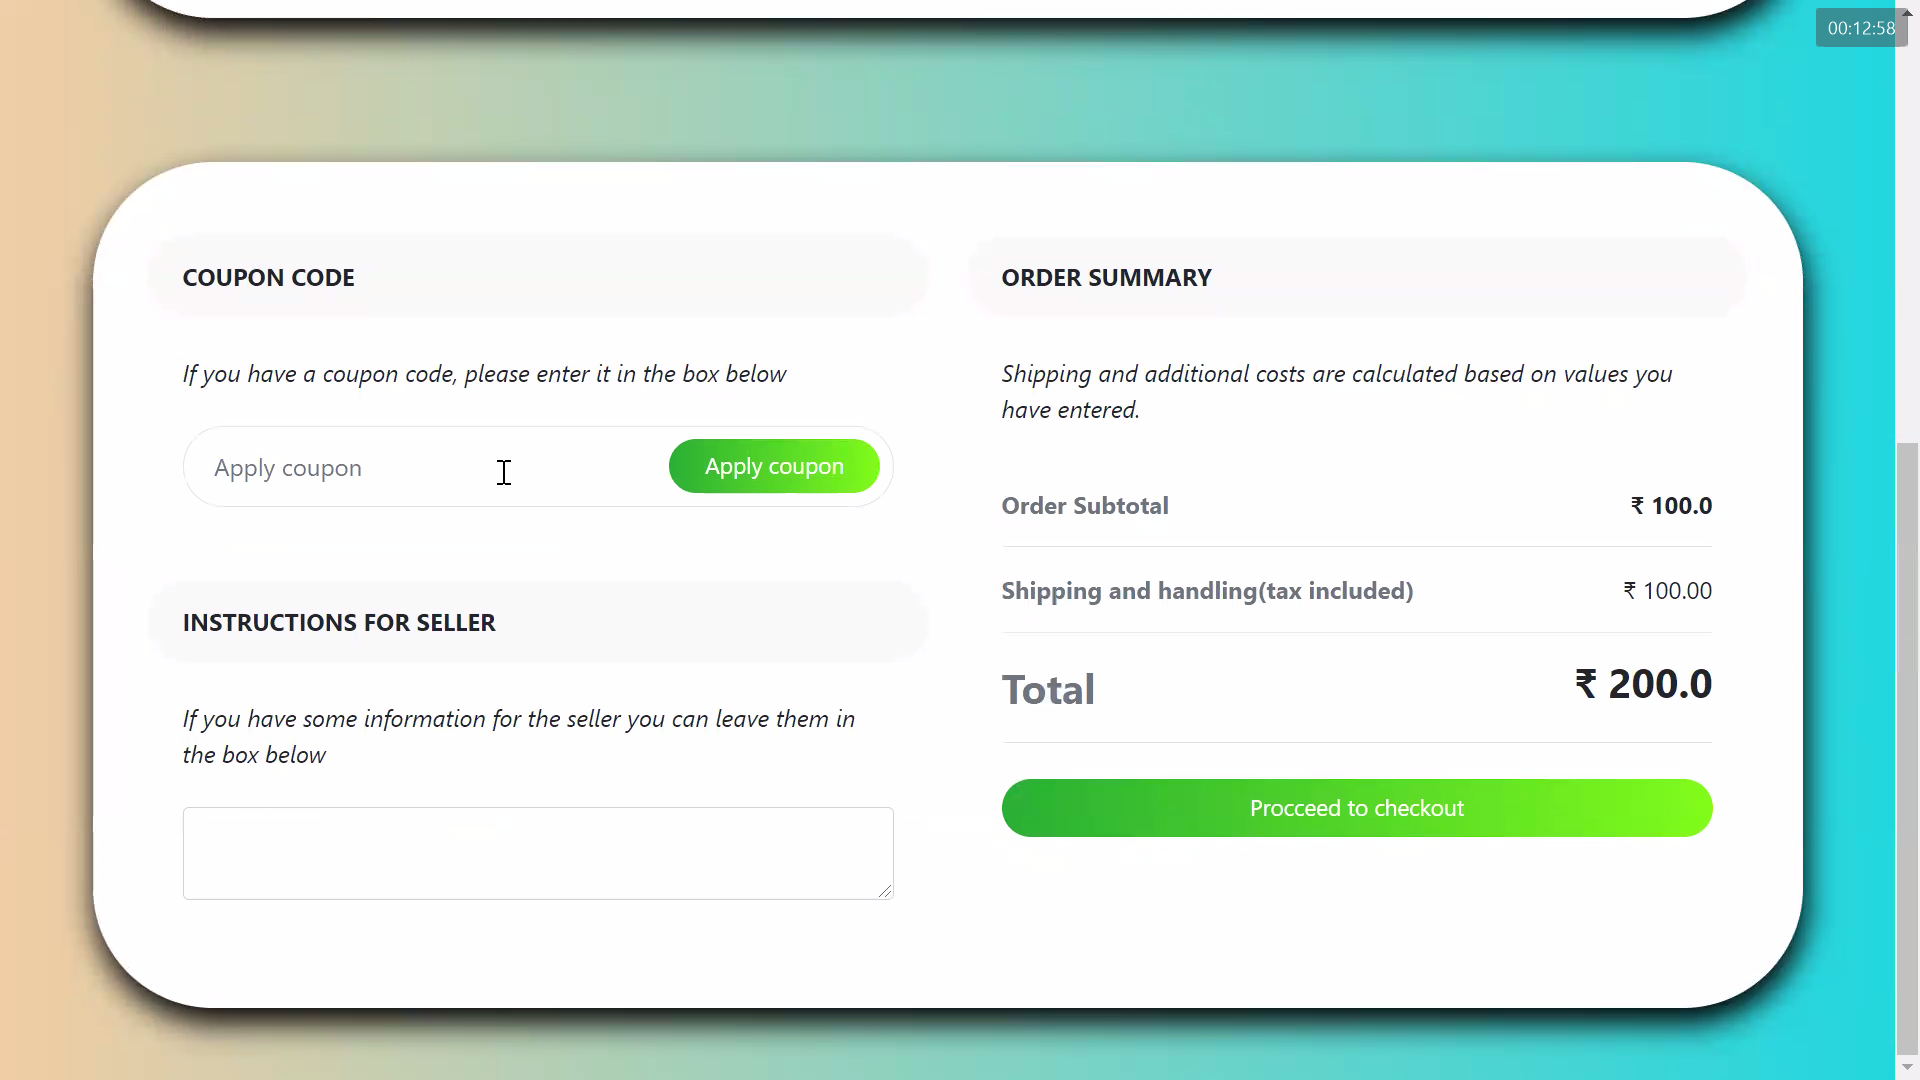 00:12:58
COUPON CODE
If you have a coupon code, please enter it in the box below
Apply coupon
Apply coupon
INSTRUCTIONS FOR SELLER
If you have some information for the seller you can leave them in
the box below
ORDER SUMMARY
Shipping and additional costs are calculated based on values you
have entered.
Order Subtotal ₹ 100.0
Shipping and handling(tax included) ₹ 100.00
Total ₹ 200.0
Procceed to checkout